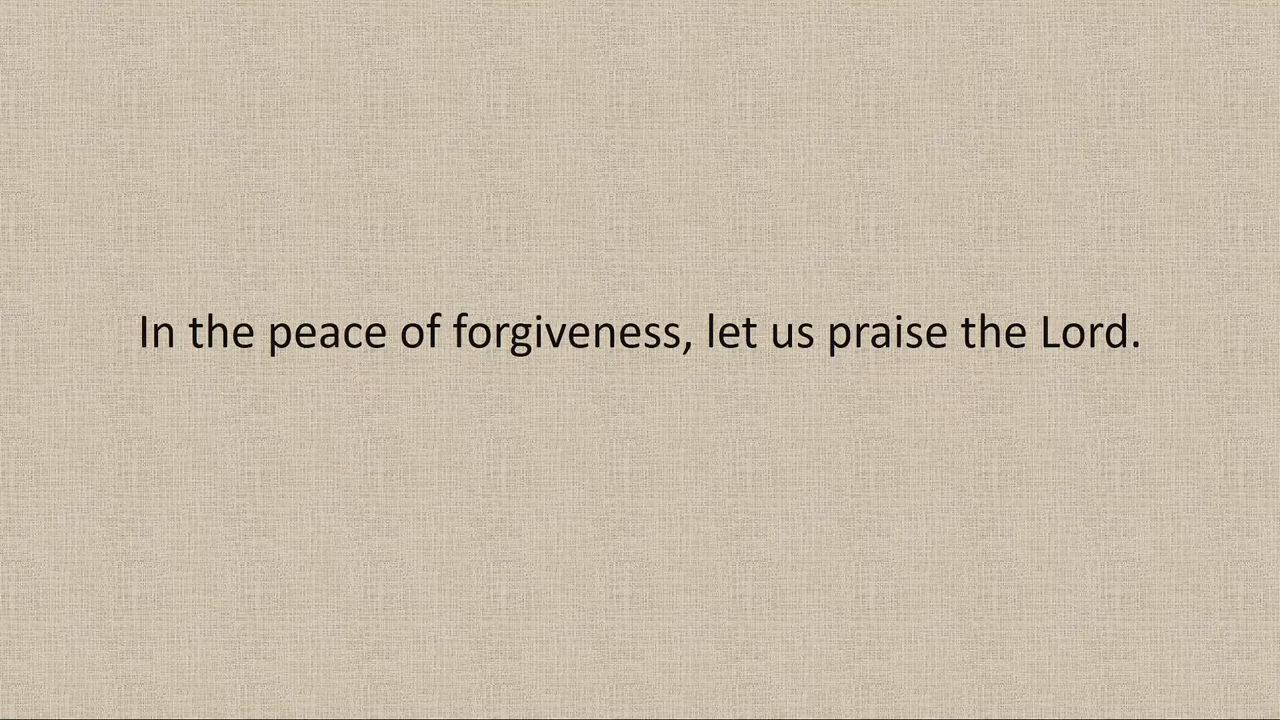 In the peace of forgiveness, let us praise the Lord.